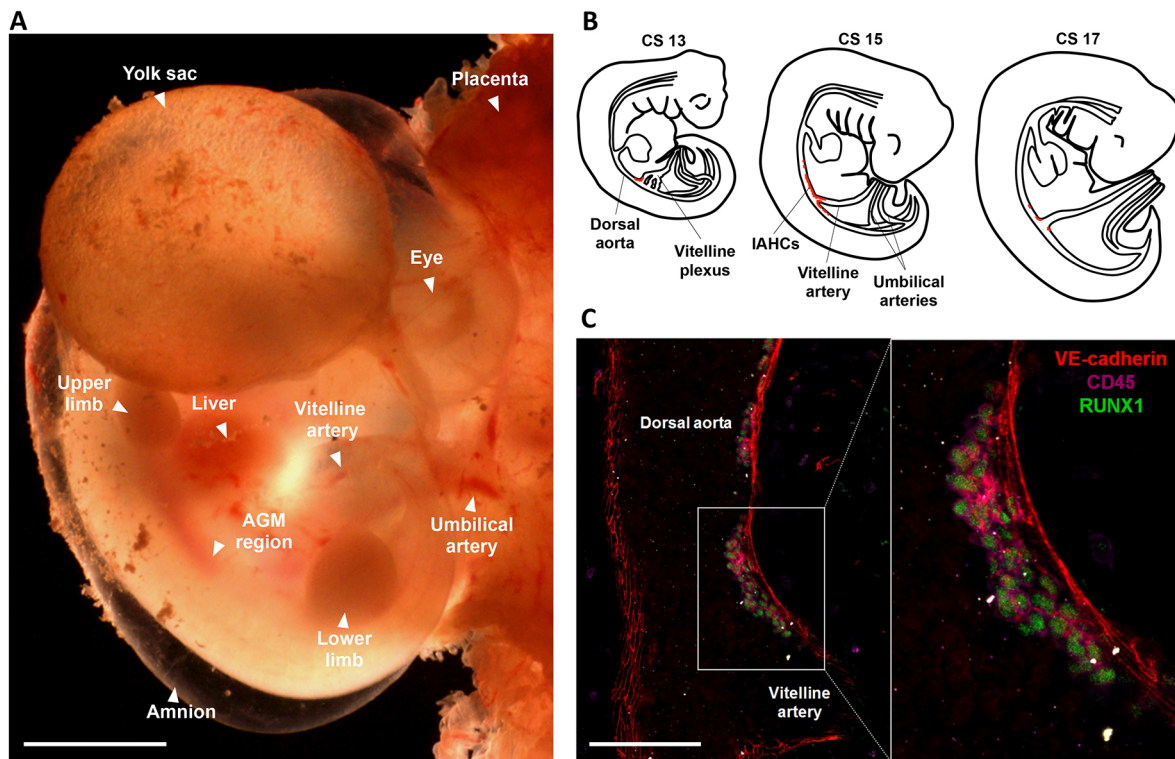 A
Yolk sac
Placenta
Eye
Upper
limb
Liver
Vitelline
artery
AGM
region
Umbilical
artery
Lower
limb
Amnion
B
CS 13
CS 15
CS 17
Dorsal
aorta
Vitelline
plexus
IAHCs
Vitelline
artery
Umbilical
arteries
C
Dorsal aorta
Vitelline
artery
VE-cadherin
CD45
RUNX1